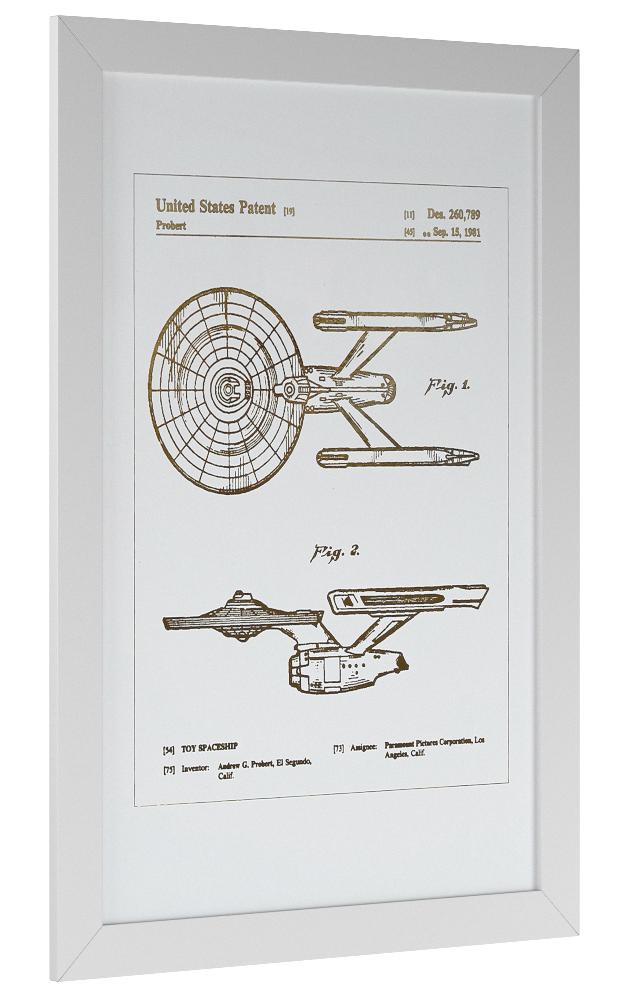 United States Patent [19]
[11] Des. 260,789
Probert
[45] ** Sep. 15, 1981
Fig. 1.
Fig. 2.
[54] TOY SPACESHIP
[75] Inventor: Andrew G. Probert, El Segundo,
Calif.
[73] Assignee: Paramount Pictures Corporation, Los
Angeles, Calif.